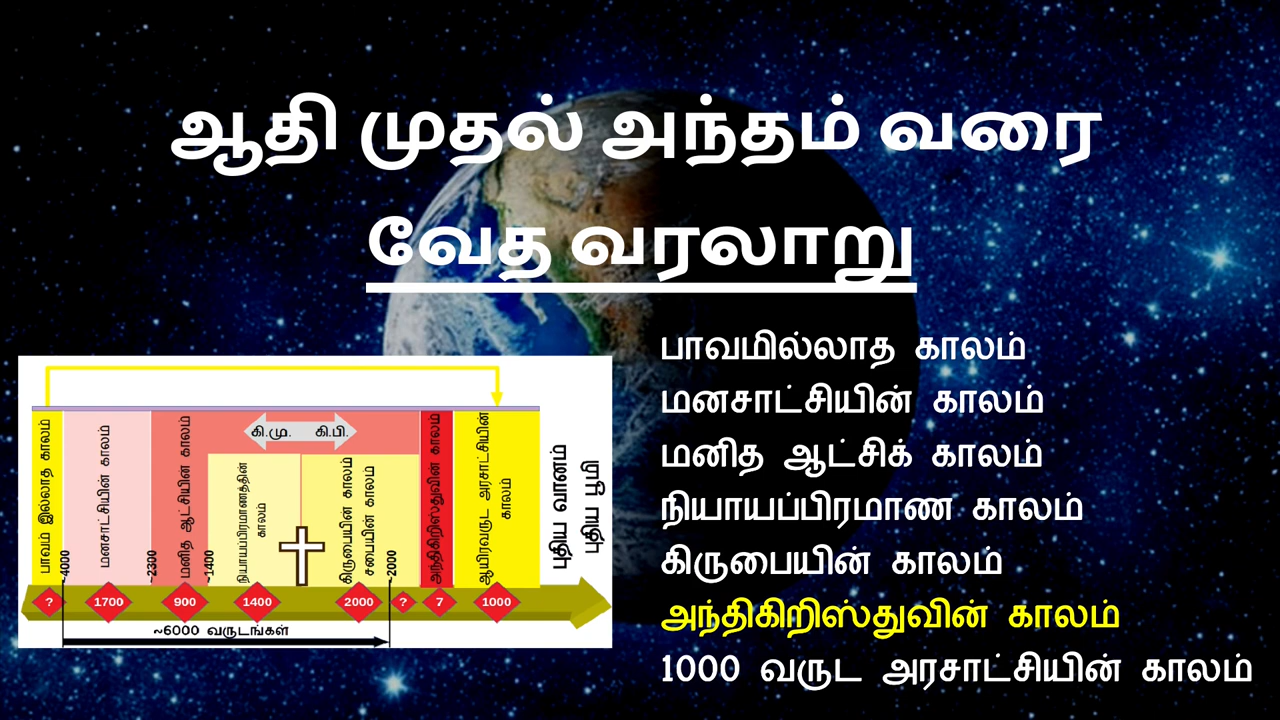 ஆதி முதல் அந்தம் வரை
வேத வரலாறு
பாவமில்லாத காலம்
மனசாட்சியின் காலம்
மனித ஆட்சிக் காலம்
நியாயப்பிரமாண காலம்
கிருபையின் காலம்
அந்திகிறிஸ்துவின் காலம்
1000 வருட அரசாட்சியின் காலம்
கி.மு. கி.பி.
பாவம் இல்லாத காலம்
~4000
மனசாட்சியின் காலம்
~2300
மனித ஆட்சியின் காலம்
~1400
நியாயப்பிரமாணத்தின்
காலம்
கிருபையின் காலம்
சபையின் காலம்
~2000
அந்திகிறிஸ்துவின் காலம்
ஆயிரவருட அரசாட்சியின்
காலம்
புதிய வானம்
புதிய பூமி
? 1700 900 1400 2000 ? 7 1000
~6000 வருடங்கள்